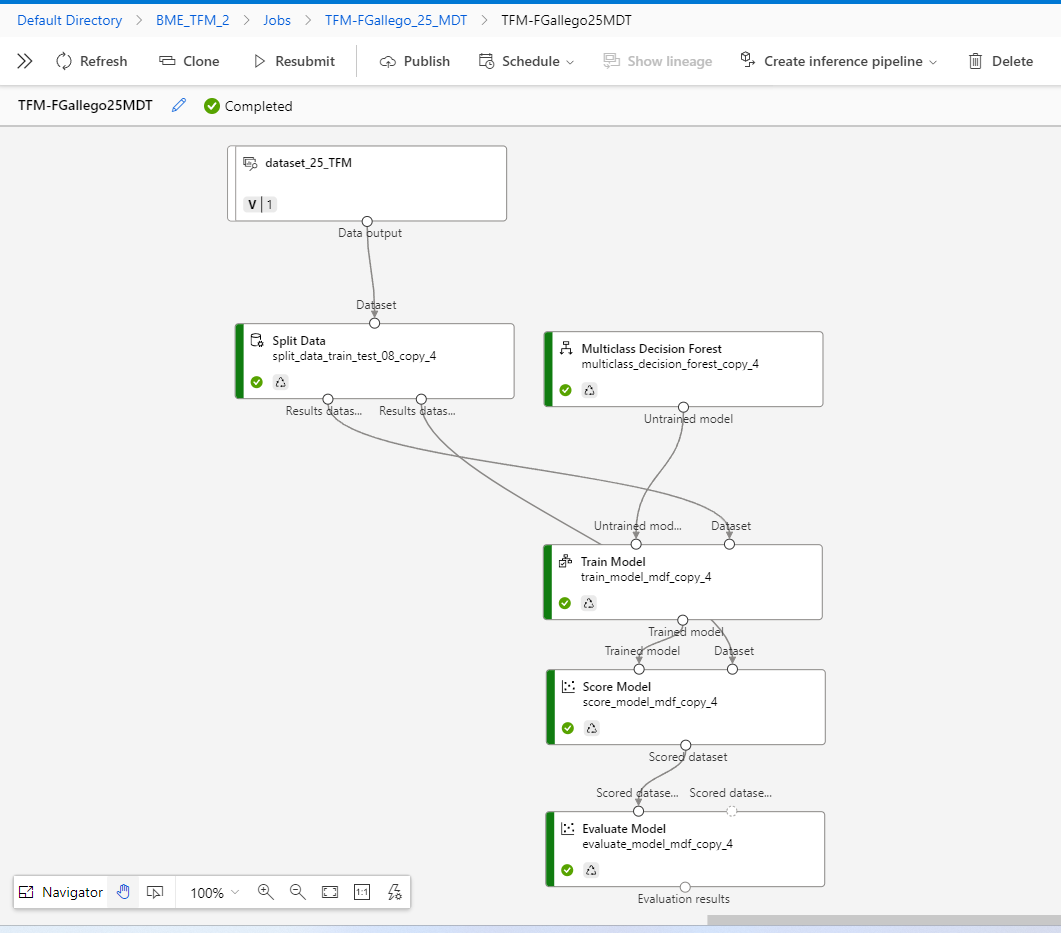 Default Directory > BME_TFM_2 > Jobs > TFM-FGallego_25_MDT > TFM-FGallego25MDT
Refresh Clone Resubmit Publish Schedule Show lineage Create inference pipeline Delete
TFM-FGallego25MDT Completed
dataset_25_TFM
V | 1
Data output
Dataset
Split Data
split_data_train_test_08_copy_4
Results datas... Results datas...
Multiclass Decision Forest
multiclass_decision_forest_copy_4
Untrained model
Untrained mod... Dataset
Train Model
train_model_mdf_copy_4
Trained model
Trained model Dataset
Score Model
score_model_mdf_copy_4
Scored dataset
Scored datase... Scored datase...
Evaluate Model
evaluate_model_mdf_copy_4
Evaluation results
Navigator 100% 1:1